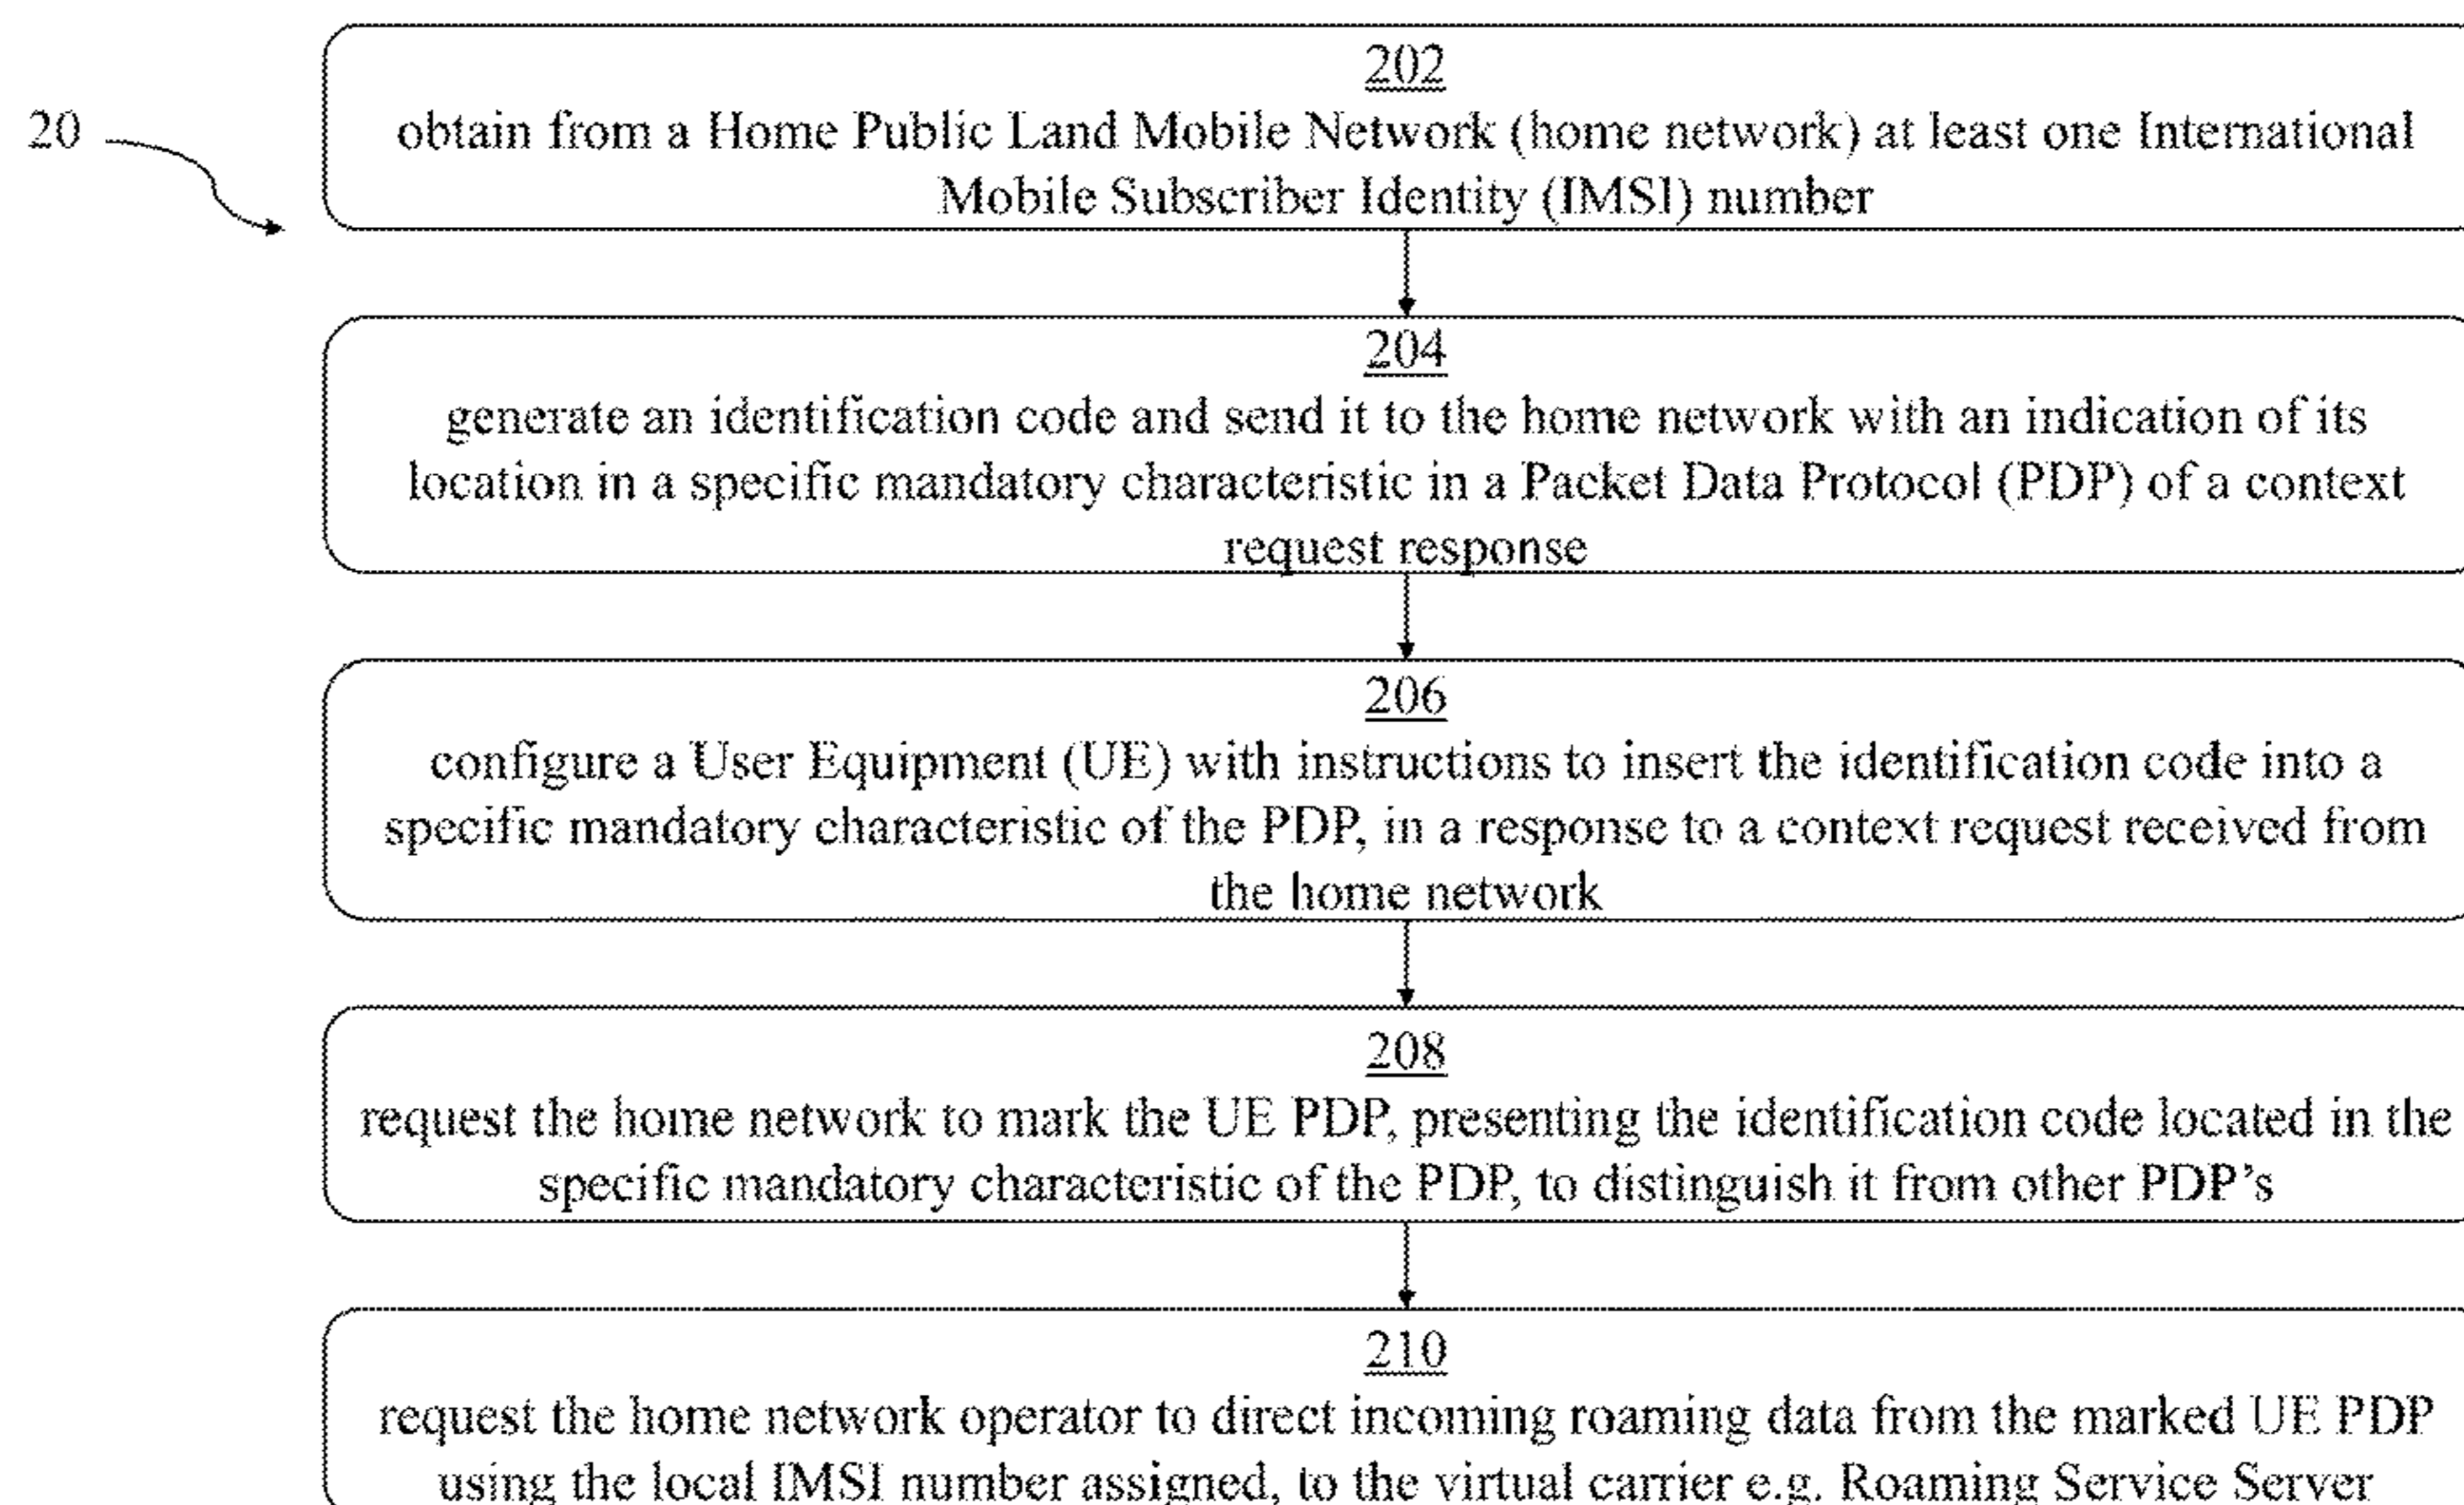 20
202
obtain from a Home Public Land Mobile Network (home network) at least one International
Mobile Subscriber Identity (IMSI) number
204
generate an identification code and send it to the home network with an indication of its
location in a specific mandatory characteristic in a Packet Data Protocol (PDP) of a context
request response
206
configure a User Equipment (UE) with instructions to insert the identification code into a
specific mandatory characteristic of the PDP, in a response to a context request received from
the home network
208
request the home network to mark the UE PDP, presenting the identification code located in the
specific mandatory characteristic of the PDP, to distinguish it from other PDP's
210
request the home network operator to direct incoming roaming data from the marked UE PDP
using the local IMSI number assigned, to the virtual carrier e.g. Roaming Service Server